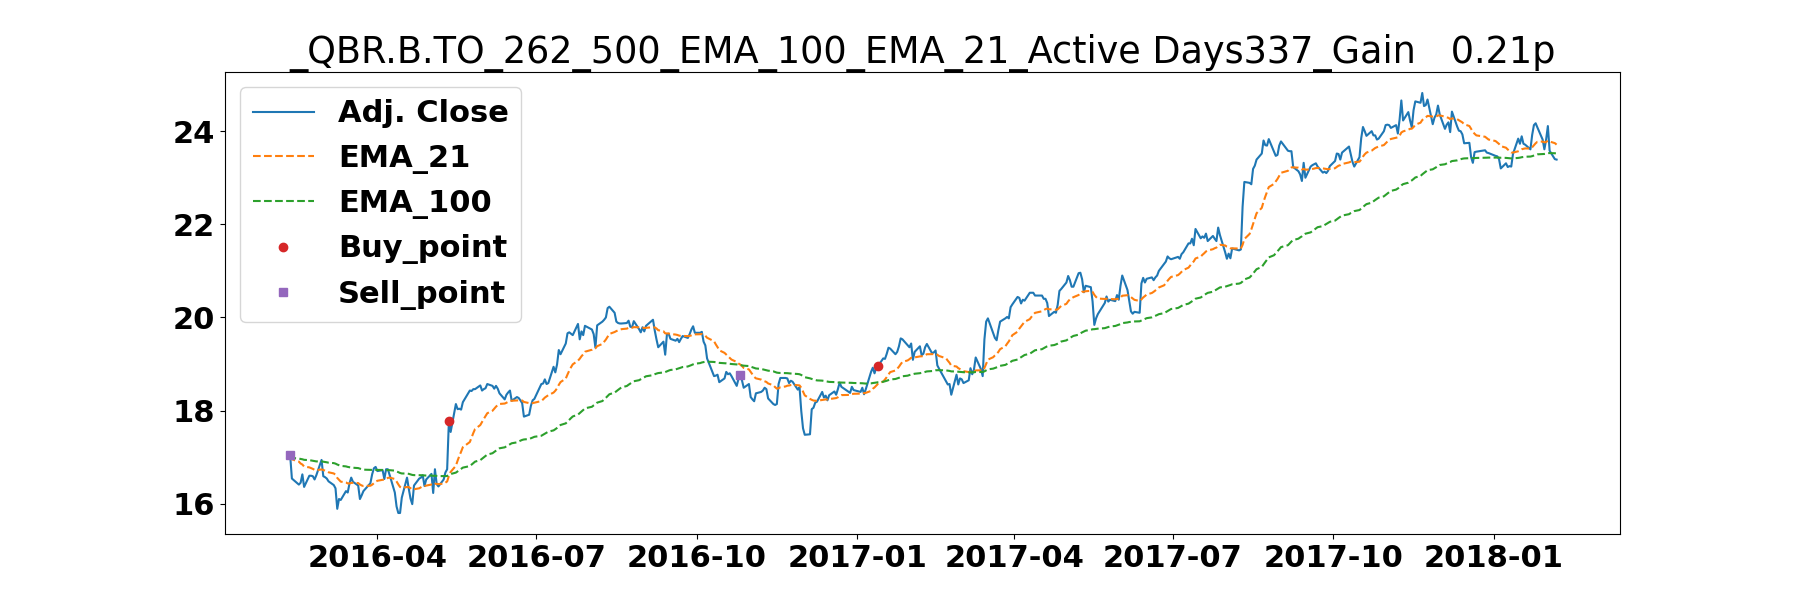 _QBR.B.TO_262_500_EMA_100_EMA_21_Active Days337_Gain   0.21p
Adj. Close
EMA_21
EMA_100
Buy_point
Sell_point
24
22
20
18
16
2016-04 2016-07 2016-10 2017-01 2017-04 2017-07 2017-10 2018-01